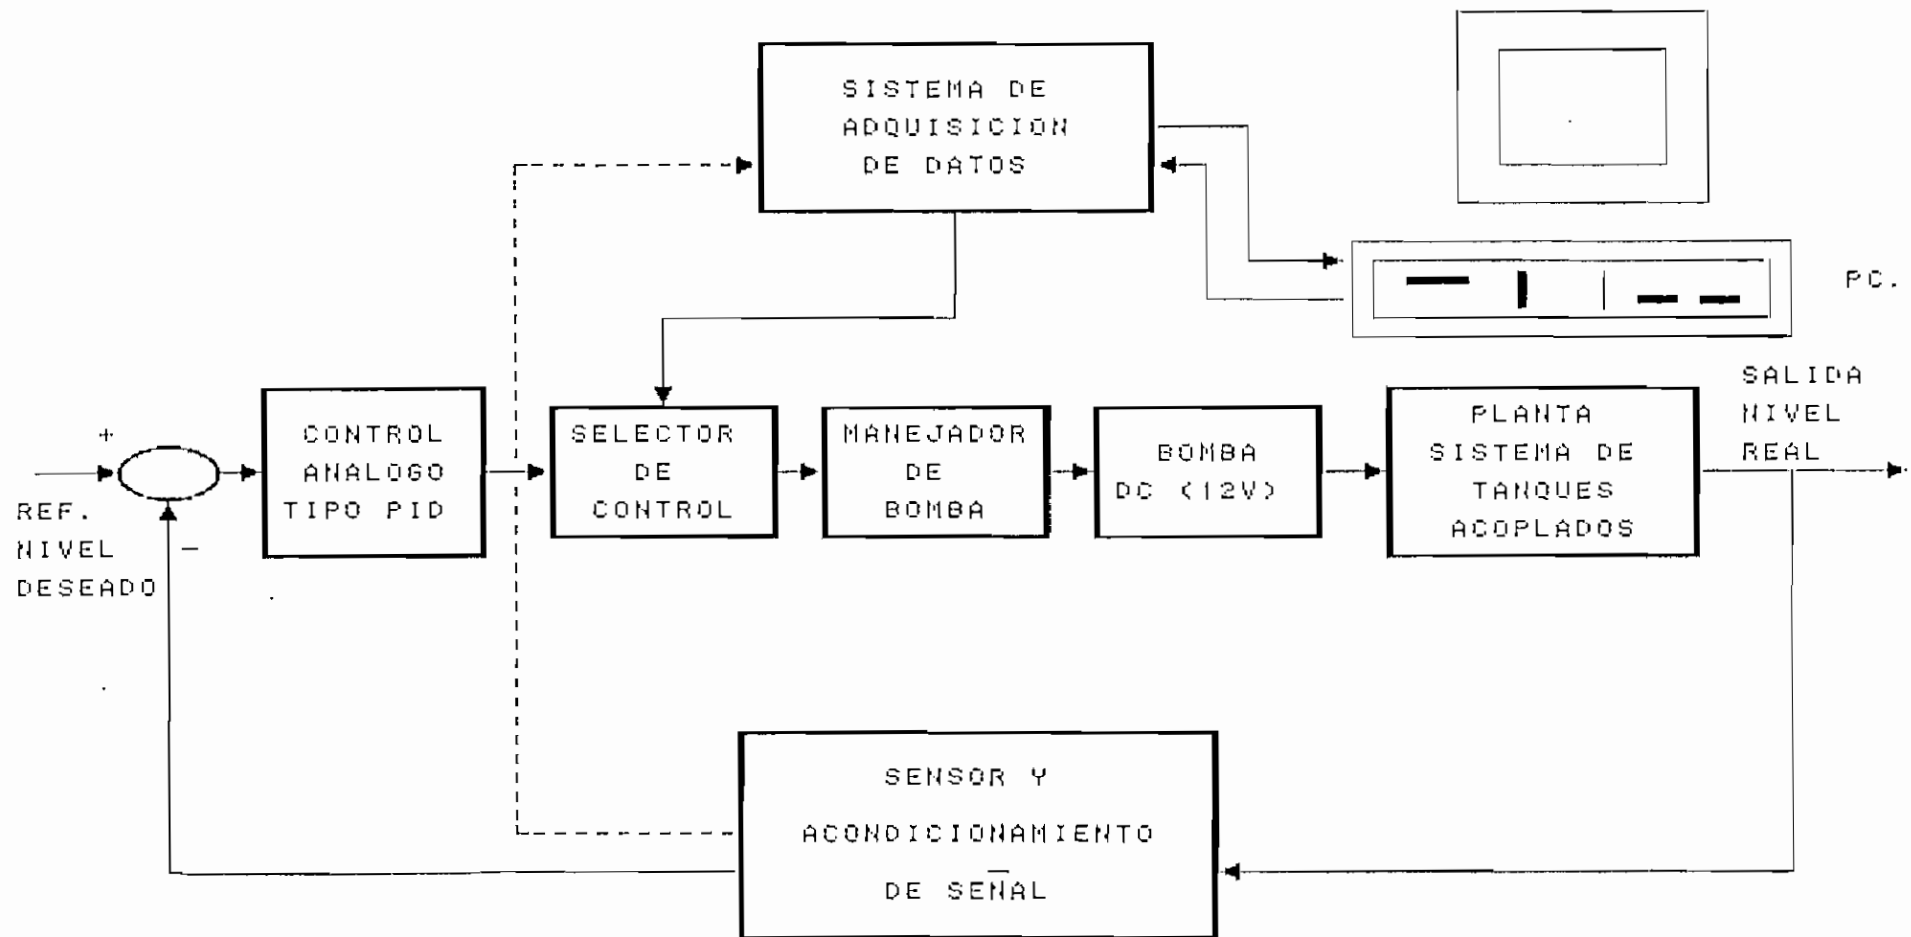 SISTEMA DE
ADQUISICION
DE DATOS
PC.
+
REF.
NIVEL
DESEADO
−
CONTROL
ANALOGO
TIPO PID
SELECTOR
DE
CONTROL
MANEJADOR
DE
BOMBA
BOMBA
DC (12V)
PLANTA
SISTEMA DE
TANQUES
ACOPLADOS
SALIDA
NIVEL
REAL
SENSOR Y
ACONDICIONAMIENTO
DE SEÑAL